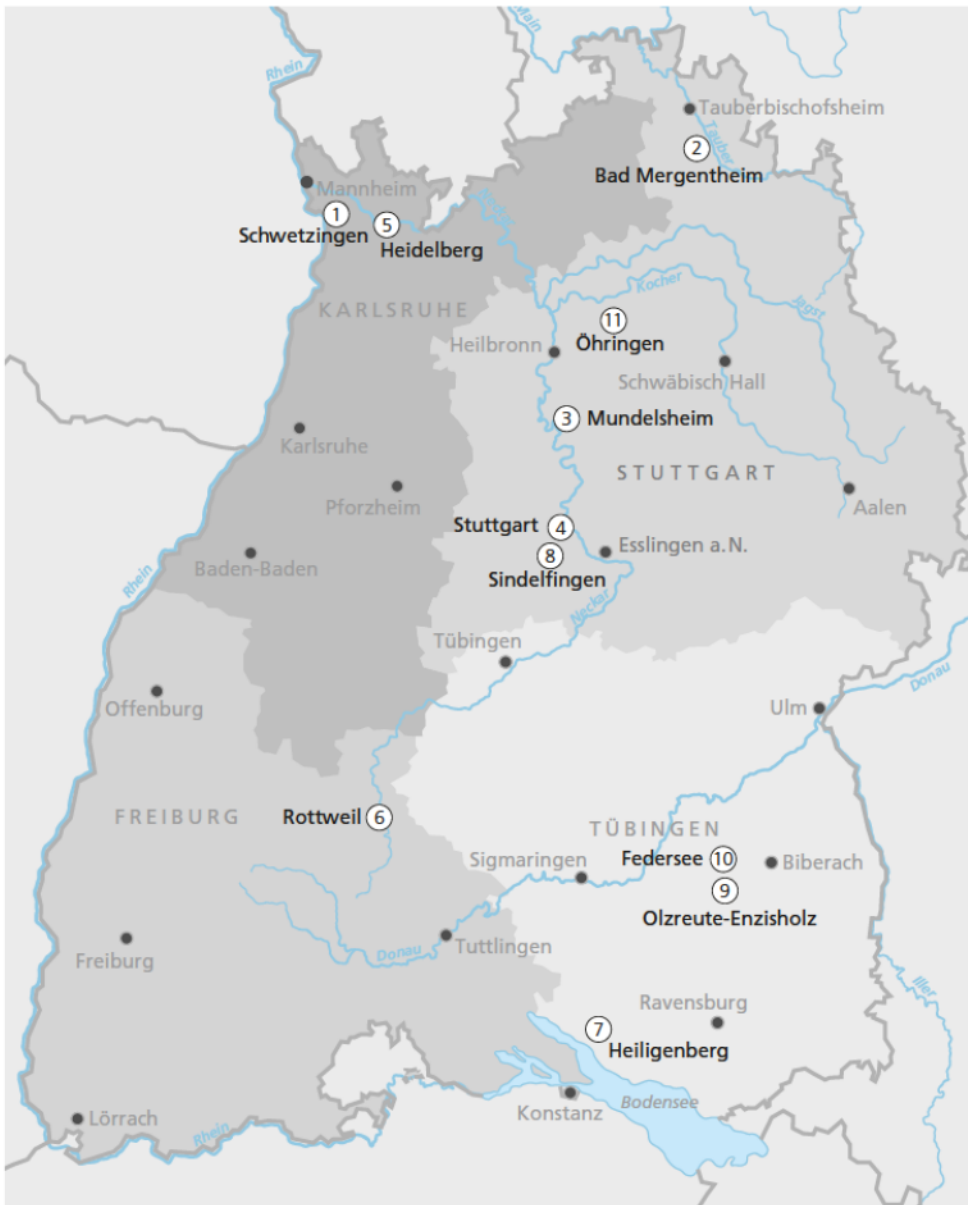 Main
Rhein
Tauberbischofsheim
Tauber
2
Bad Mergentheim
Mannheim
1
Schwetzingen
5
Heidelberg
Neckar
KARLSRUHE
Kocher
Jagst
11
Öhringen
Heilbronn
Schwäbisch Hall
3 Mundelsheim
Karlsruhe
STUTTGART
Pforzheim
Aalen
Stuttgart 4
8
Sindelfingen
Esslingen a. N.
Baden-Baden
Rhein
Neckar
Tübingen
Donau
Offenburg
Ulm
FREIBURG
Rottweil 6
TÜBINGEN
Sigmaringen
Federsee 10
Biberach
9
Olzreute-Enzisholz
Freiburg
Donau
Tuttlingen
Iller
Ravensburg
7
Heiligenberg
Konstanz
Bodensee
Lörrach
Rhein